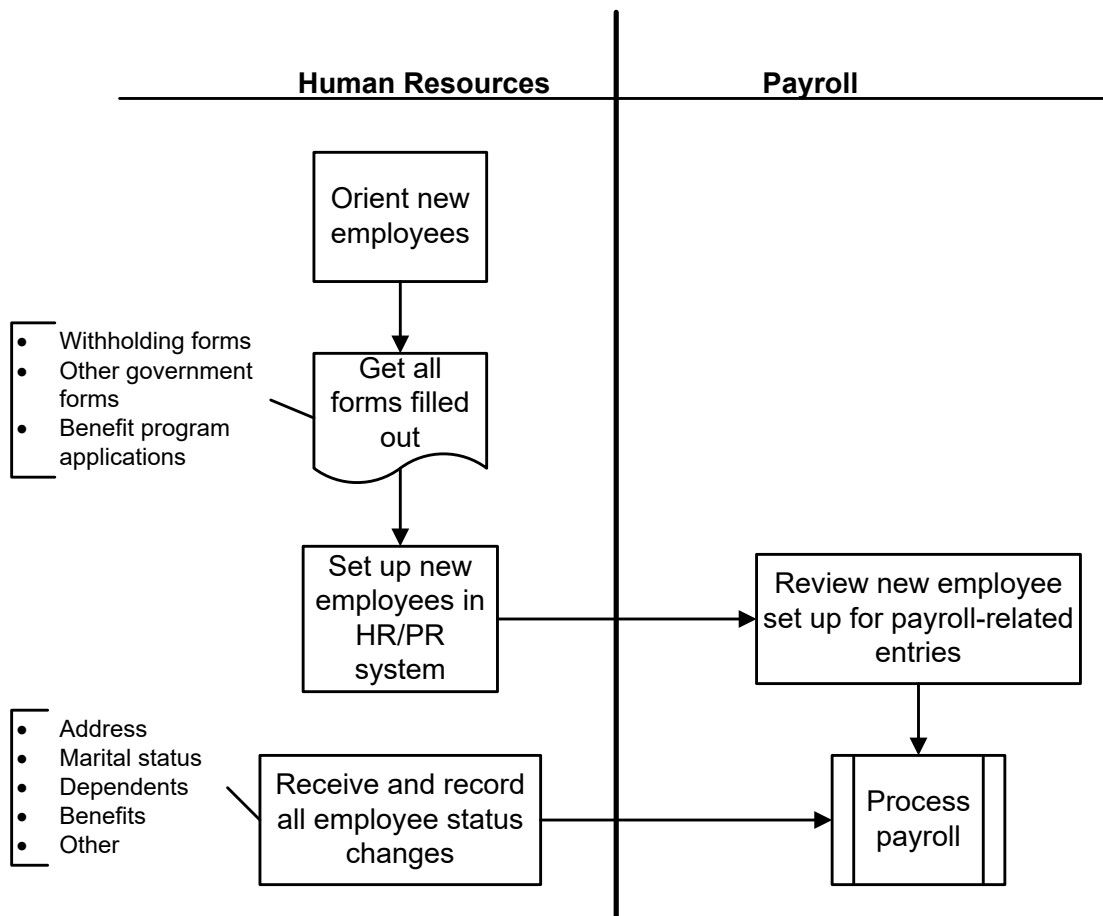 Human Resources
Payroll
Orient new
employees
• Withholding forms
• Other government
forms
• Benefit program
applications
Get all
forms filled
out
Set up new
employees in
HR/PR
system
Review new employee
set up for payroll-related
entries
• Address
• Marital status
• Dependents
• Benefits
• Other
Receive and record
all employee status
changes
Process
payroll